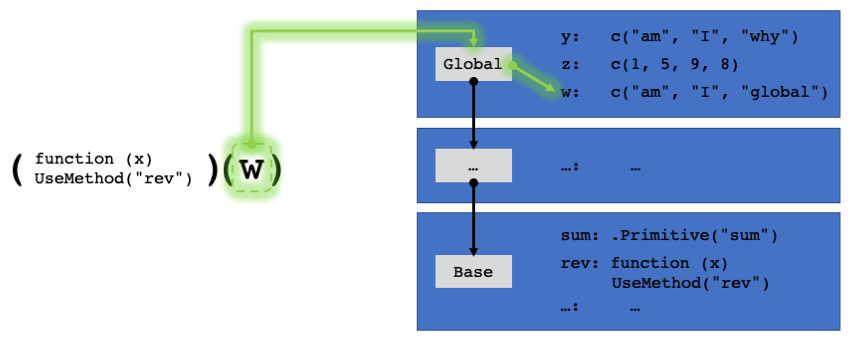 ( function (x)
UseMethod("rev") )(w)
Global
y: c("am", "I", "why")
z: c(1, 5, 9, 8)
w: c("am", "I", "global")
…
…: …
Base
sum: .Primitive("sum")
rev: function (x)
UseMethod("rev")
…: …